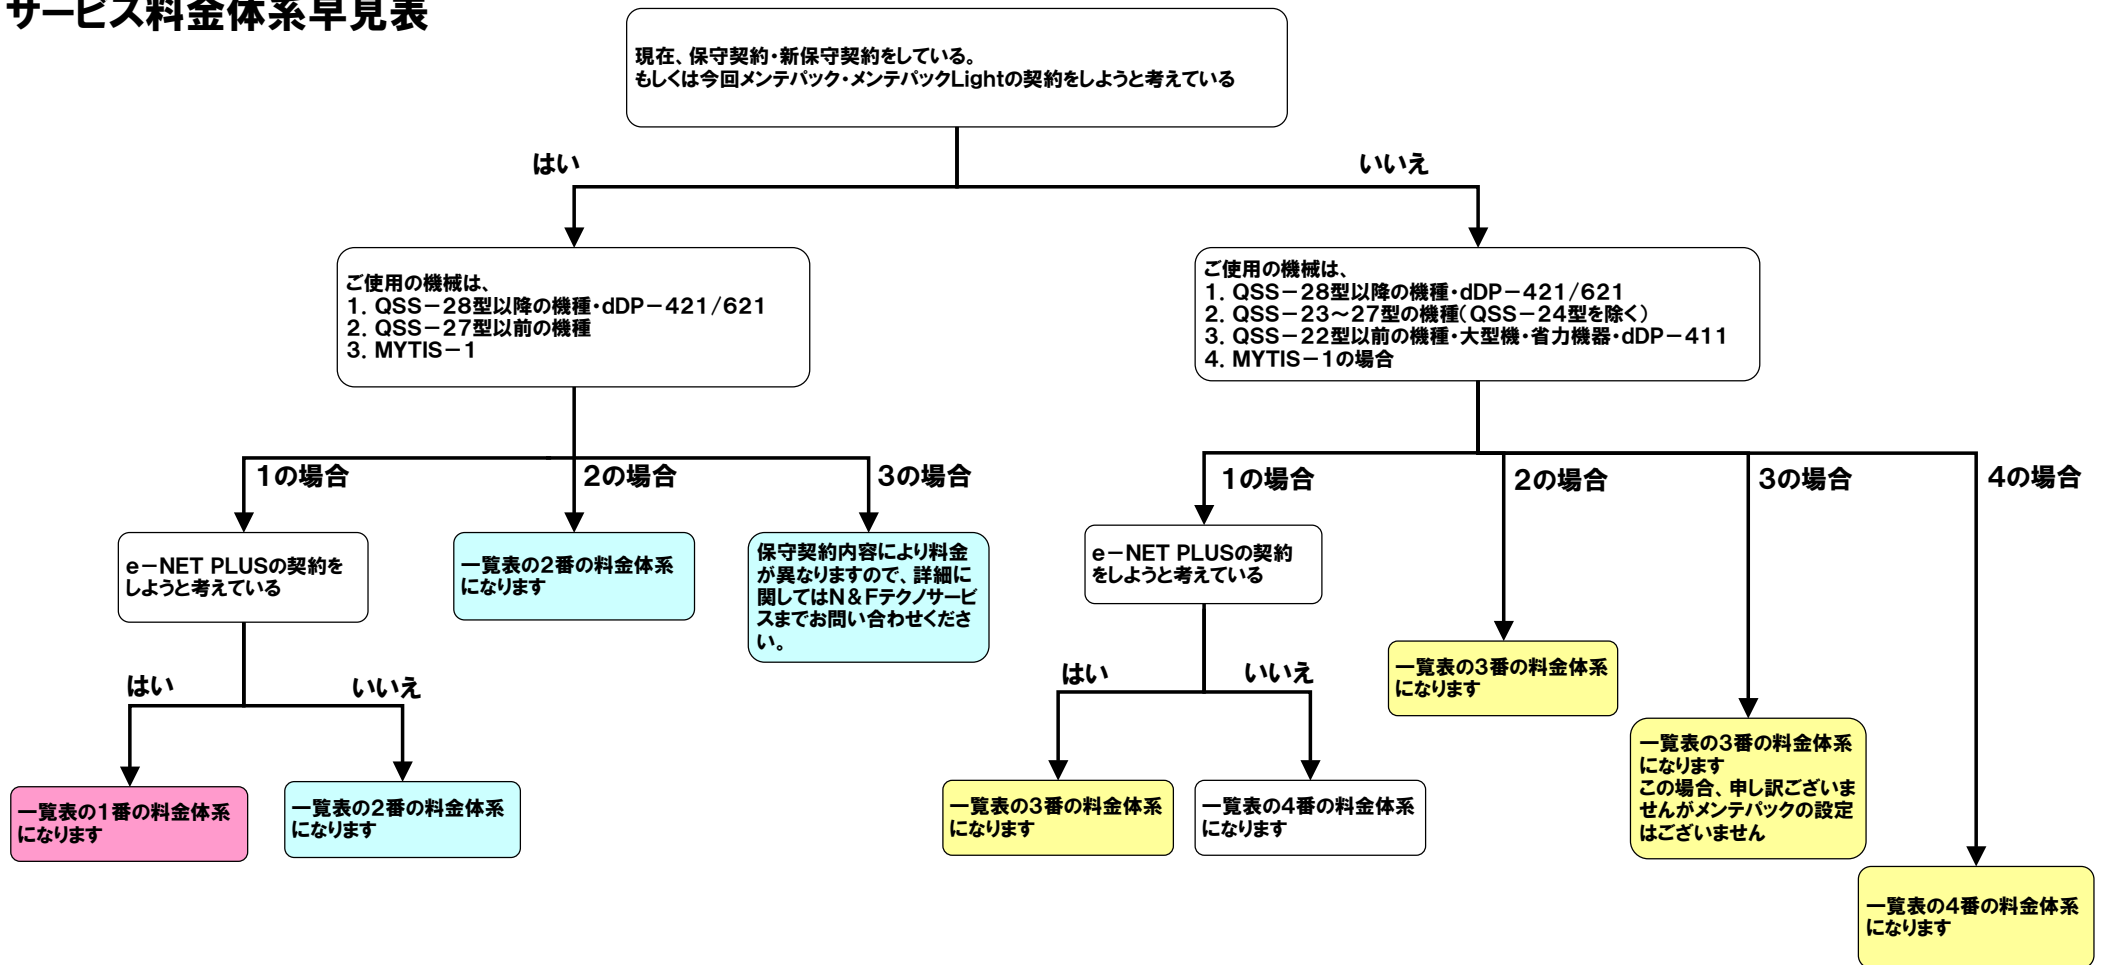 サービス料金体系早見表
現在、保守契約・新保守契約をしている。
もしくは今回メンテパック・メンテパックLightの契約をしようと考えている
はい
いいえ
ご使用の機械は、
1. QSS－28型以降の機種・dDP－421/621
2. QSS－27型以前の機種
3. MYTIS－1
ご使用の機械は、
1. QSS－28型以降の機種・dDP－421/621
2. QSS－23～27型の機種（QSS－24型を除く）
3. QSS－22型以前の機種・大型機・省力機器・dDP－411
4. MYTIS－1の場合
1の場合
2の場合
3の場合
1の場合
2の場合
3の場合
4の場合
e－NET PLUSの契約を
しようと考えている
一覧表の2番の料金体系
になります
保守契約内容により料金
が異なりますので、詳細に
関してはN＆Fテクノサービ
スまでお問い合わせくださ
い。
e－NET PLUSの契約
をしようと考えている
はい
いいえ
はい
いいえ
一覧表の3番の料金体系
になります
一覧表の3番の料金体系
になります
この場合、申し訳ございま
せんがメンテパックの設定
はございません
一覧表の1番の料金体系
になります
一覧表の2番の料金体系
になります
一覧表の3番の料金体系
になります
一覧表の4番の料金体系
になります
一覧表の4番の料金体系
になります